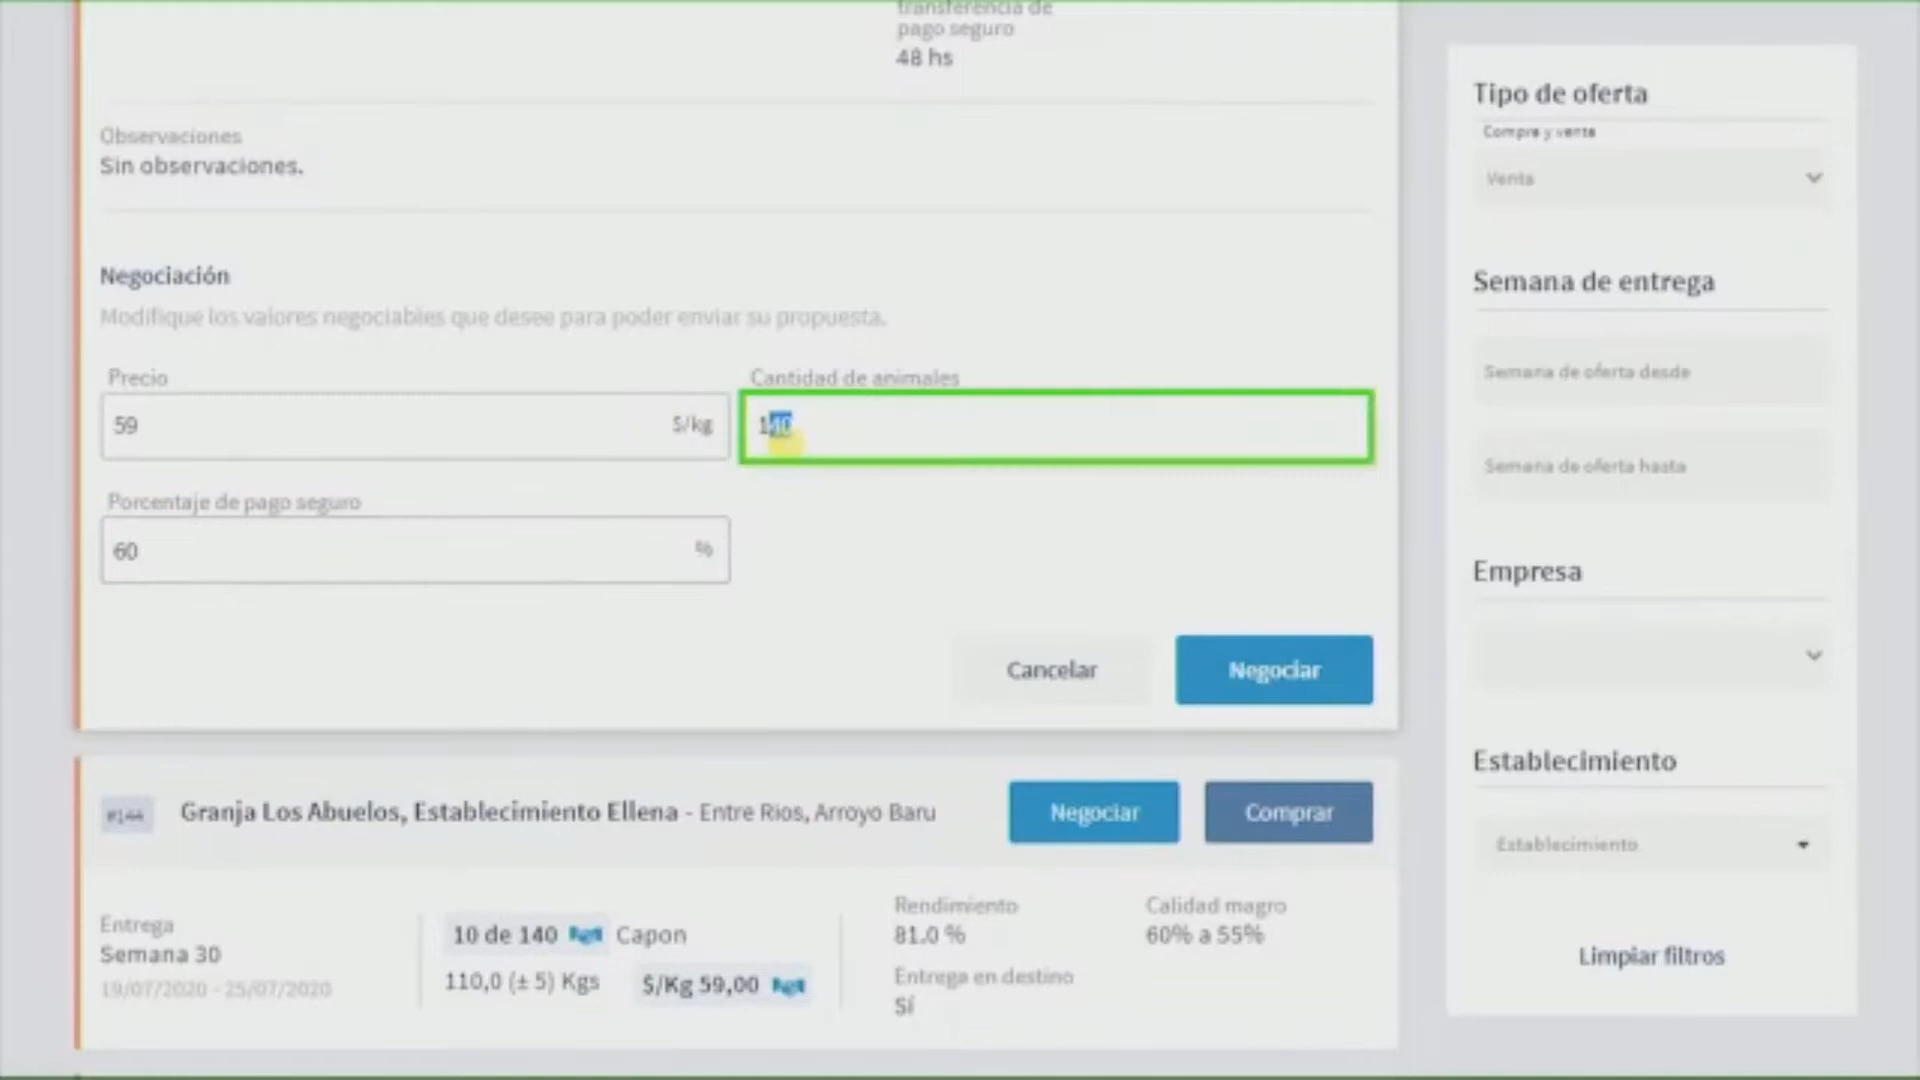 transferencia de
pago seguro
48 hs
Observaciones
Sin observaciones.
Negociación
Modifique los valores negociables que desee para poder enviar su propuesta.
Precio
59 $/kg
Cantidad de animales
140
Porcentaje de pago seguro
60 %
Cancelar
Negociar
#144
Granja Los Abuelos, Establecimiento Ellena - Entre Rios, Arroyo Baru
Negociar
Comprar
Entrega
Semana 30
19/07/2020 - 25/07/2020
10 de 140 Capon
110,0 (± 5) Kgs $/Kg 59,00
Rendimiento
81.0 %
Entrega en destino
Sí
Calidad magro
60% a 55%
Tipo de oferta
Compra y venta
Venta
Semana de entrega
Semana de oferta desde
Semana de oferta hasta
Empresa
Establecimiento
Establecimiento
Limpiar filtros